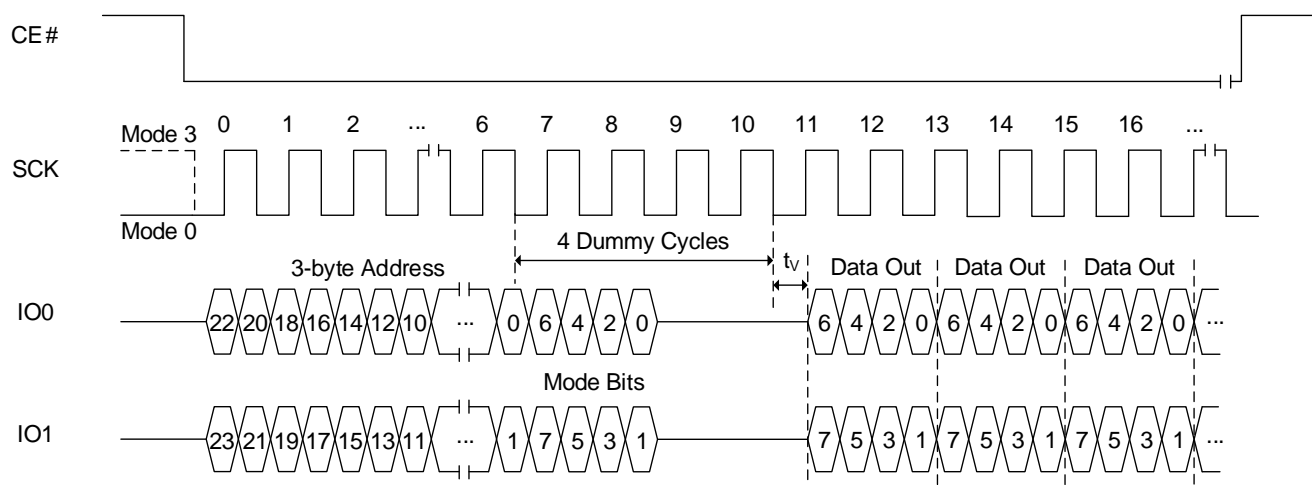 CE#
0 1 2 ... 6 7 8 9 10 11 12 13 14 15 16 ...
Mode 3
SCK
Mode 0
4 Dummy Cycles
3-byte Address
tV
Data Out Data Out Data Out
IO0
22 20 18 16 14 12 10 ... 0 6 4 2 0 6 4 2 0 6 4 2 0 6 4 2 0 ...
Mode Bits
IO1
23 21 19 17 15 13 11 ... 1 7 5 3 1 7 5 3 1 7 5 3 1 7 5 3 1 ...